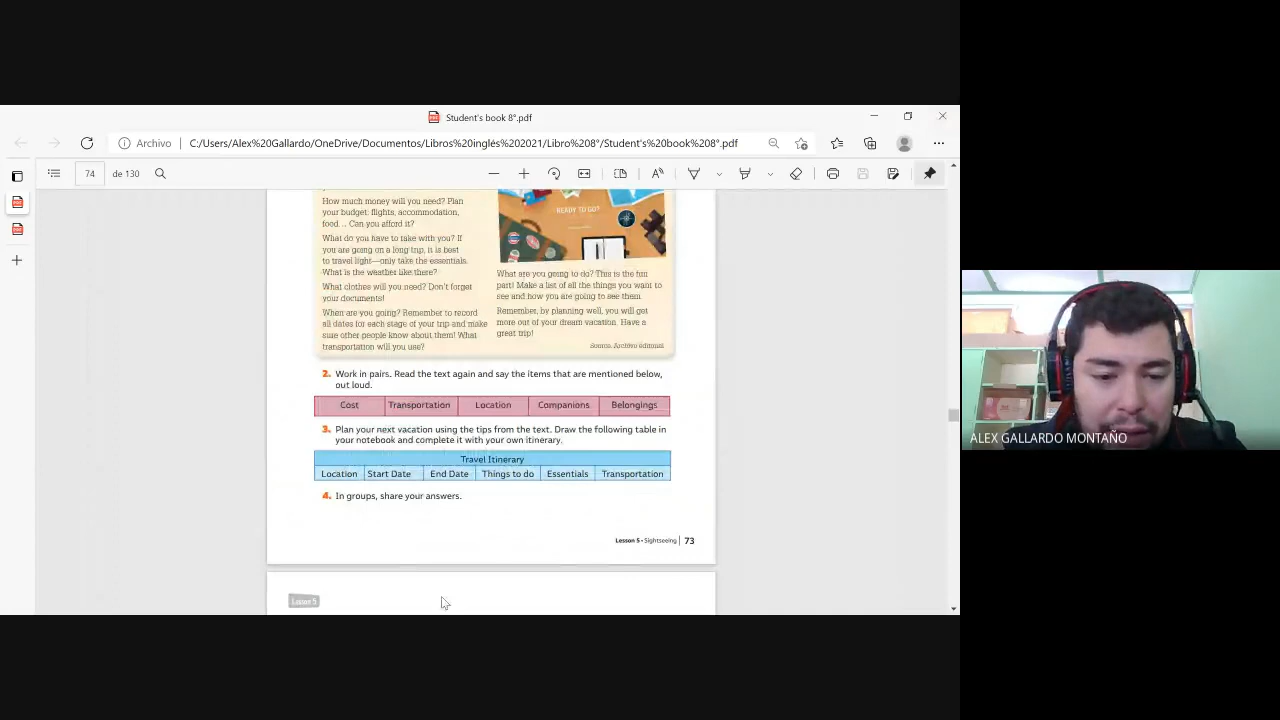 Student's book 8°.pdf
Archivo
C:/Users/Alex%20Gallardo/OneDrive/Documentos/Libros%20inglés%202021/Libro%208°/Student's%20book%208°.pdf
74 de 130
How much money will you need? Plan
your budget: flights, accommodation,
food... Can you afford it?
What do you have to take with you? If
you are going on a long trip, it is best
to travel light—only take the essentials.
What is the weather like there?
What clothes will you need? Don't forget
your documents!
When are you going? Remember to record
all dates for each stage of your trip and make
sure other people know about them! What
transportation will you use?
READY TO GO?
What are you going to do? This is the fun
part! Make a list of all the things you want to
see and how you are going to see them.
Remember, by planning well, you will get
more out of your dream vacation. Have a
great trip!
Source: Archivo editorial
2. Work in pairs. Read the text again and say the items that are mentioned below,
out loud.
Cost Transportation Location Companions Belongings
3. Plan your next vacation using the tips from the text. Draw the following table in
your notebook and complete it with your own itinerary.
Travel Itinerary
Location Start Date End Date Things to do Essentials Transportation
4. In groups, share your answers.
Lesson 5 • Sightseeing 73
Lesson 5
ALEX GALLARDO MONTAÑO